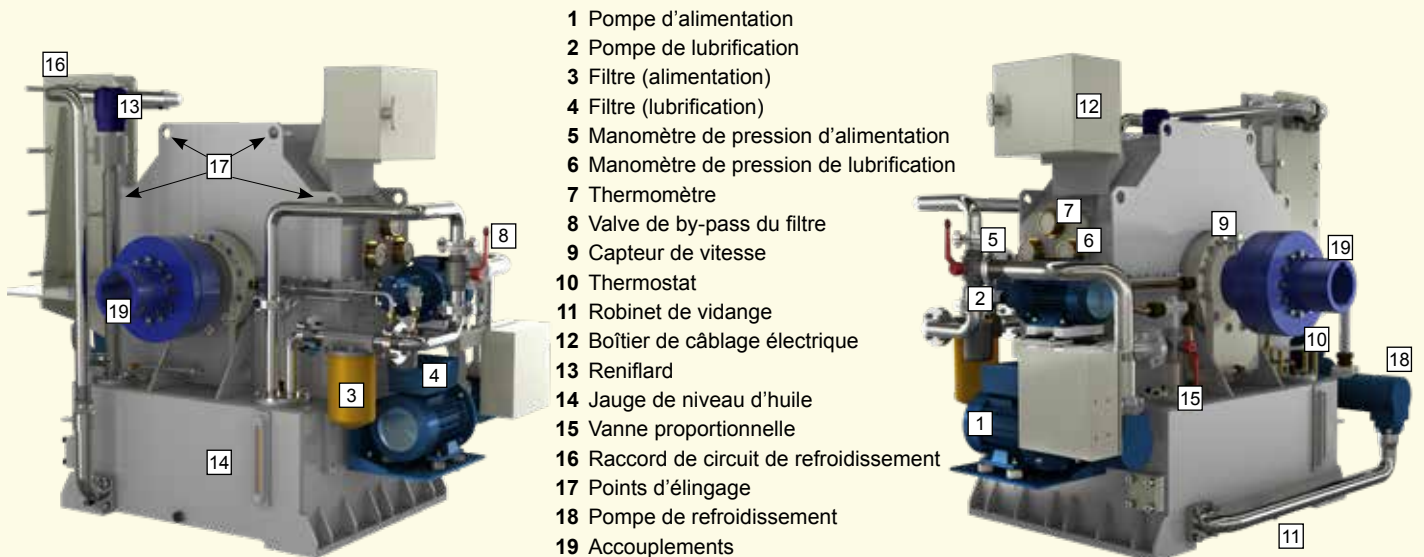 1 Pompe d’alimentation
2 Pompe de lubrification
3 Filtre (alimentation)
4 Filtre (lubrification)
5 Manomètre de pression d’alimentation
6 Manomètre de pression de lubrification
7 Thermomètre
8 Valve de by-pass du filtre
9 Capteur de vitesse
10 Thermostat
11 Robinet de vidange
12 Boîtier de câblage électrique
13 Reniflard
14 Jauge de niveau d’huile
15 Vanne proportionnelle
16 Raccord de circuit de refroidissement
17 Points d’élingage
18 Pompe de refroidissement
19 Accouplements
16
13
17
8
19
4
3
14
12
7
9
5
6
19
2
10
18
15
1
11